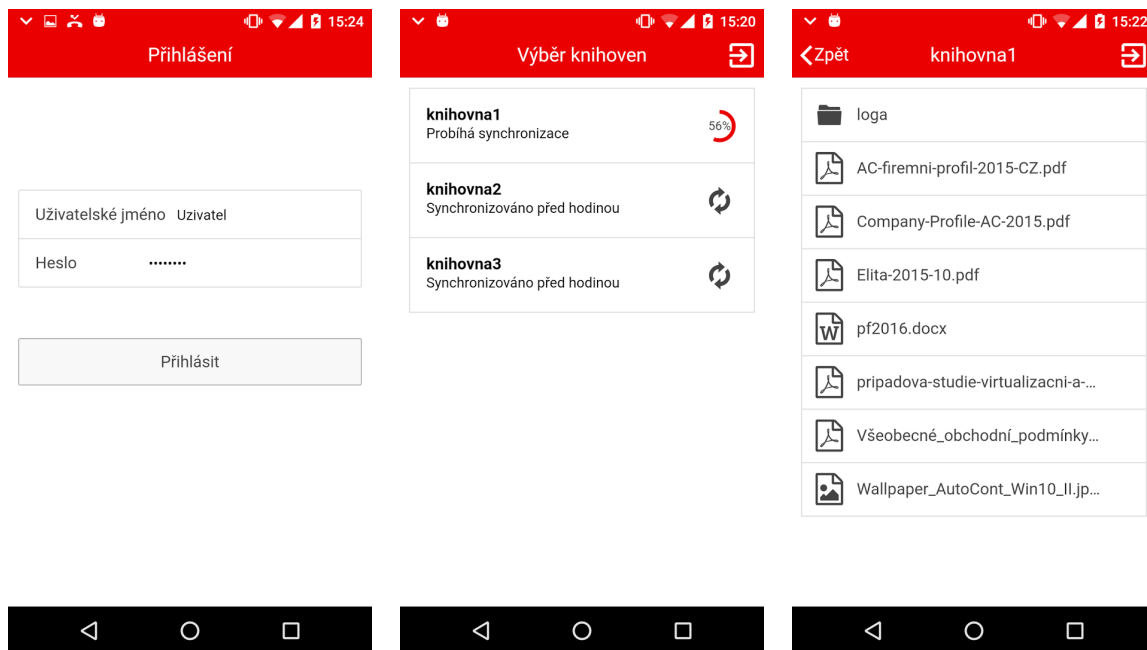 15:24
Přihlášení
Uživatelské jméno Uzivatel
Heslo ••••••••
Přihlásit
15:20
Výběr knihoven
knihovna1
Probíhá synchronizace
56%
knihovna2
Synchronizováno před hodinou
knihovna3
Synchronizováno před hodinou
15:22
Zpět knihovna1
loga
AC-firemni-profil-2015-CZ.pdf
Company-Profile-AC-2015.pdf
Elita-2015-10.pdf
pf2016.docx
pripadova-studie-virtualizacni-a-...
Všeobecné_obchodní_podmínky...
Wallpaper_AutoCont_Win10_II.jp...